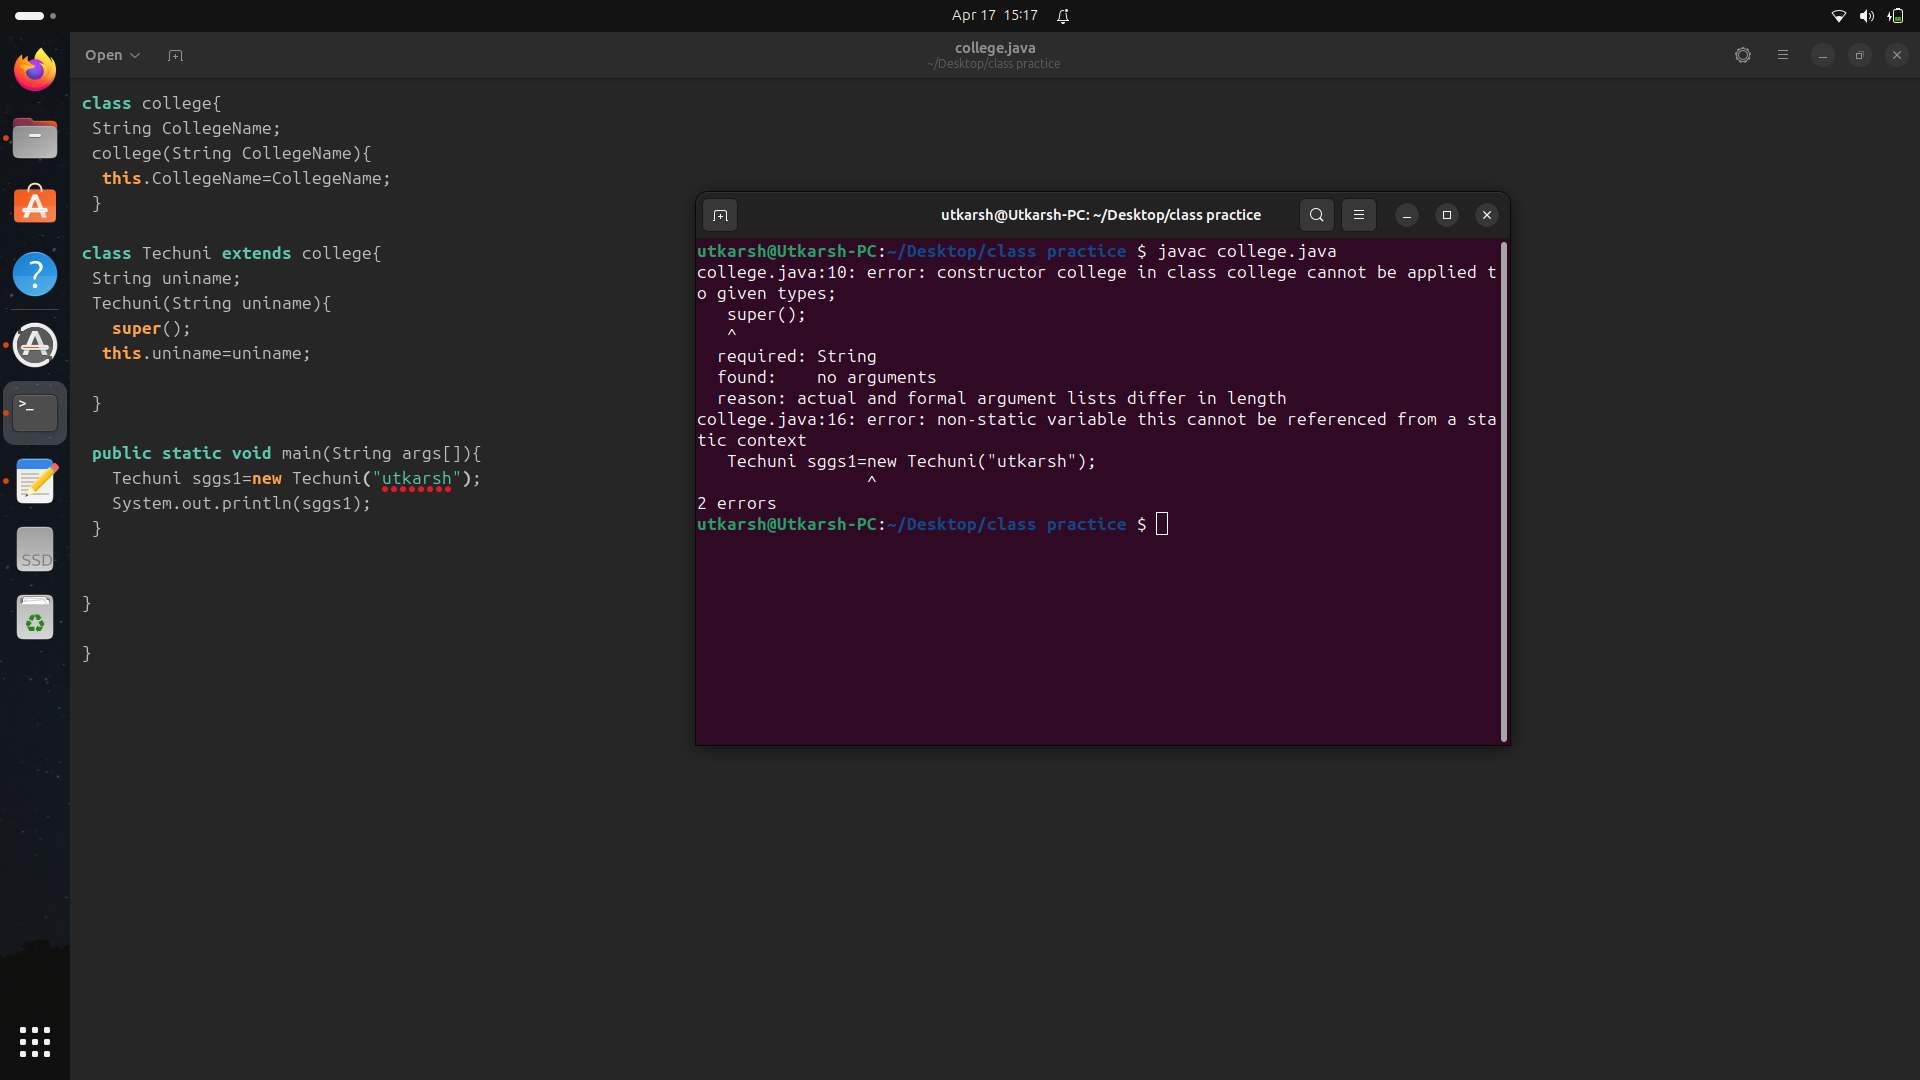 Apr 17 15:17
Open
college.java
~/Desktop/class practice
class college{
 String CollegeName;
 college(String CollegeName){
  this.CollegeName=CollegeName;
 }
class Techuni extends college{
 String uniname;
 Techuni(String uniname){
   super();
  this.uniname=uniname;
 }
 public static void main(String args[]){
   Techuni sggs1=new Techuni("utkarsh");
   System.out.println(sggs1);
 }
}
}
utkarsh@Utkarsh-PC: ~/Desktop/class practice
utkarsh@Utkarsh-PC:~/Desktop/class practice $ javac college.java
college.java:10: error: constructor college in class college cannot be applied t
o given types;
   super();
   ^
  required: String
  found:    no arguments
  reason: actual and formal argument lists differ in length
college.java:16: error: non-static variable this cannot be referenced from a sta
tic context
   Techuni sggs1=new Techuni("utkarsh");
                 ^
2 errors
utkarsh@Utkarsh-PC:~/Desktop/class practice $
>_
?
SSD